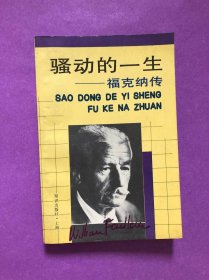 骚动的一生
——福克纳传
SAO DONG DE YI SHENG
FU KE NA ZHUAN
William Faulkner